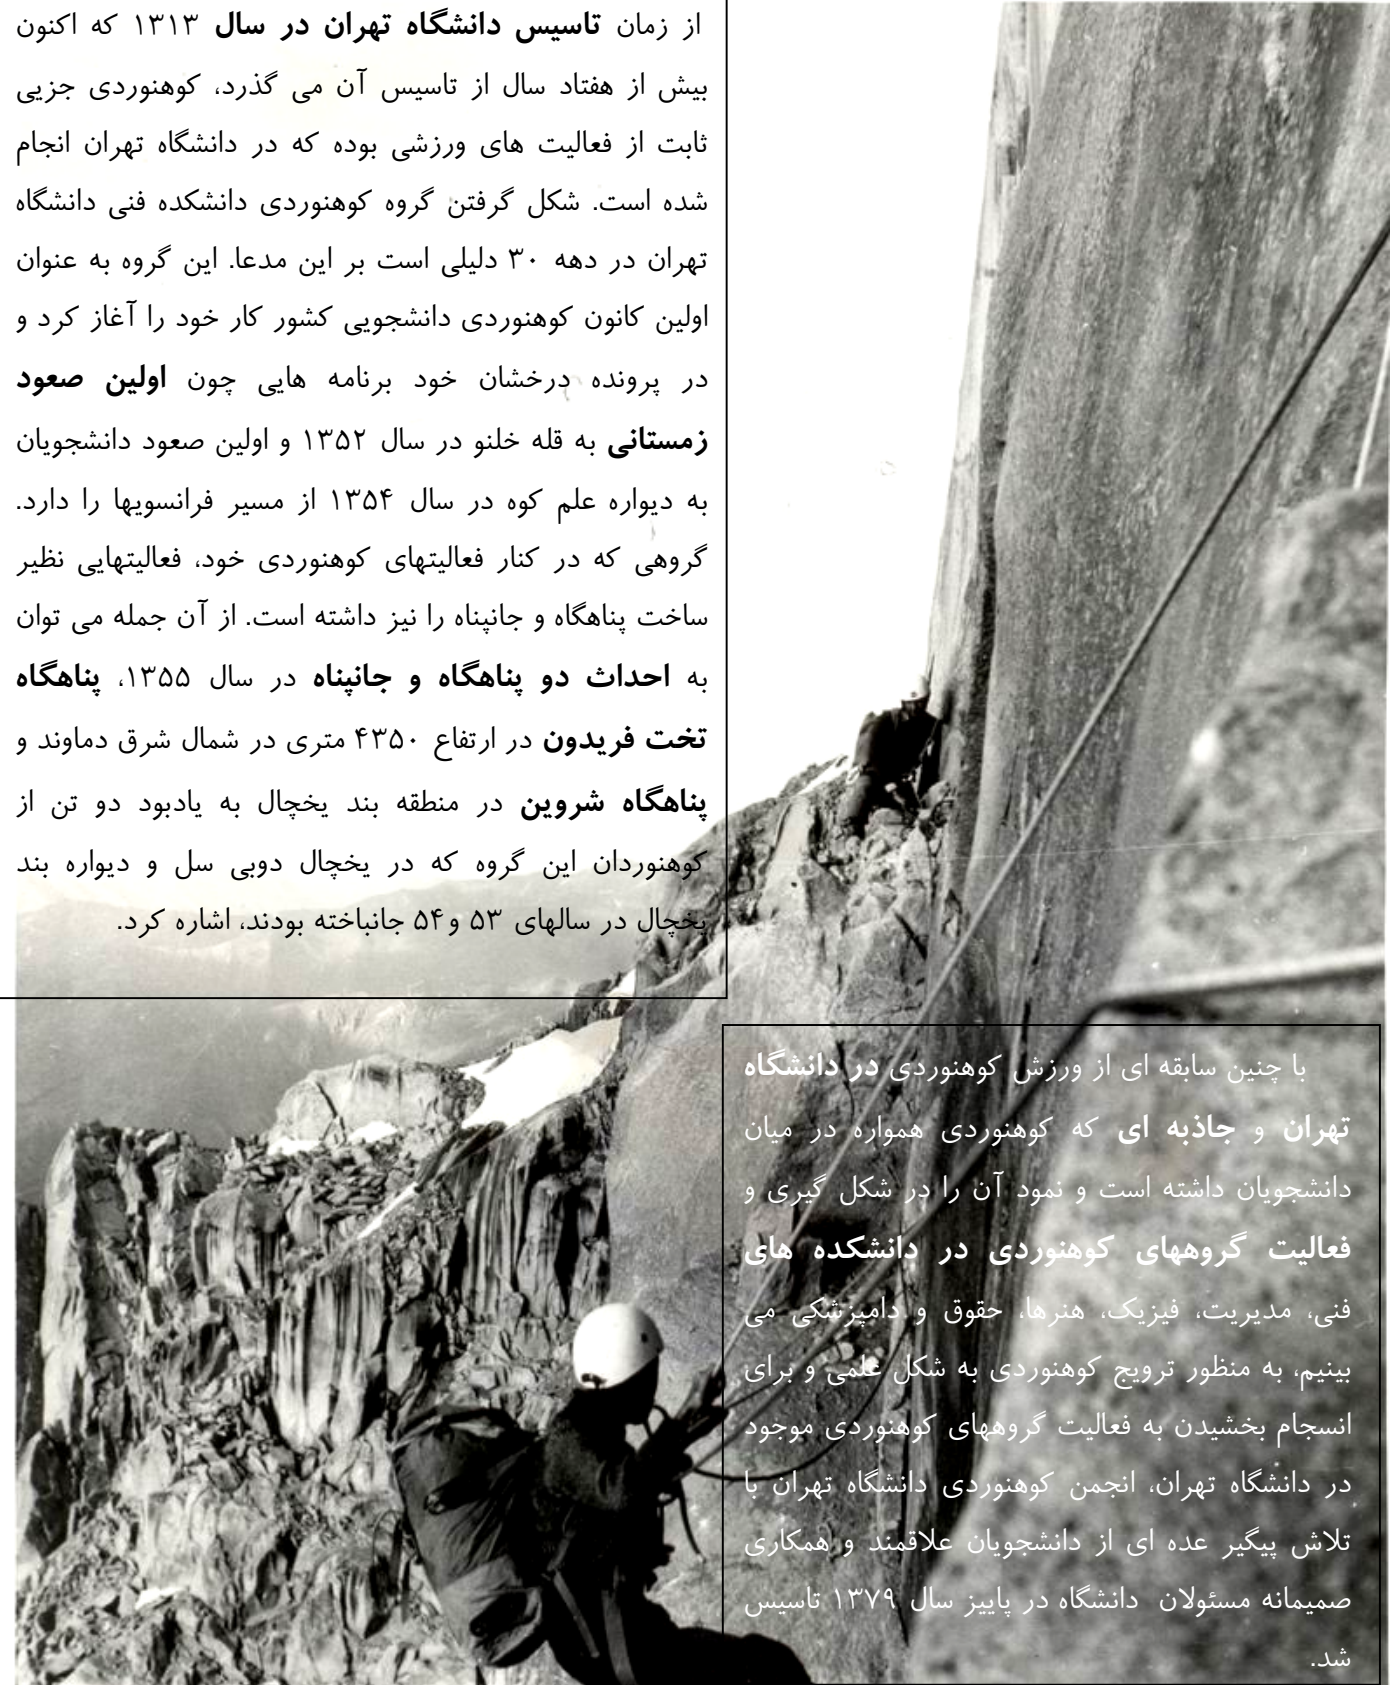 از زمان تاسیس دانشگاه تهران در سال ۱۳۱۳ که اکنون
بیش از هفتاد سال از تاسیس آن می گذرد، کوهنوردی جزیی
ثابت از فعالیت های ورزشی بوده که در دانشگاه تهران انجام
شده است. شکل گرفتن گروه کوهنوردی دانشکده فنی دانشگاه
تهران در دهه ۳۰ دلیلی است بر این مدعا. این گروه به عنوان
اولین کانون کوهنوردی دانشجویی کشور کار خود را آغاز کرد و
در پرونده درخشان خود برنامه هایی چون اولین صعود
زمستانی به قله خلنو در سال ۱۳۵۲ و اولین صعود دانشجویان
به دیواره علم کوه در سال ۱۳۵۴ از مسیر فرانسویها را دارد.
گروهی که در کنار فعالیتهای کوهنوردی خود، فعالیتهایی نظیر
ساخت پناهگاه و جانپناه را نیز داشته است. از آن جمله می توان
به احداث دو پناهگاه و جانپناه در سال ۱۳۵۵، پناهگاه
تخت فریدون در ارتفاع ۴۳۵۰ متری در شمال شرق دماوند و
پناهگاه شروین در منطقه بند یخچال به یادبود دو تن از
کوهنوردان این گروه که در یخچال دوبی سل و دیواره بند
یخچال در سالهای ۵۳ و۵۴ جانباخته بودند، اشاره کرد.
با چنین سابقه ای از ورزش کوهنوردی در دانشگاه
تهران و جاذبه ای که کوهنوردی همواره در میان
دانشجویان داشته است و نمود آن را در شکل گیری و
فعالیت گروههای کوهنوردی در دانشکده های
فنی، مدیریت، فیزیک، هنرها، حقوق و دامپزشکی می
بینیم، به منظور ترویج کوهنوردی به شکل علمی و برای
انسجام بخشیدن به فعالیت گروههای کوهنوردی موجود
در دانشگاه تهران، انجمن کوهنوردی دانشگاه تهران با
تلاش پیگیر عده ای از دانشجویان علاقمند و همکاری
صمیمانه مسئولان دانشگاه در پاییز سال ۱۳۷۹ تاسیس
شد.